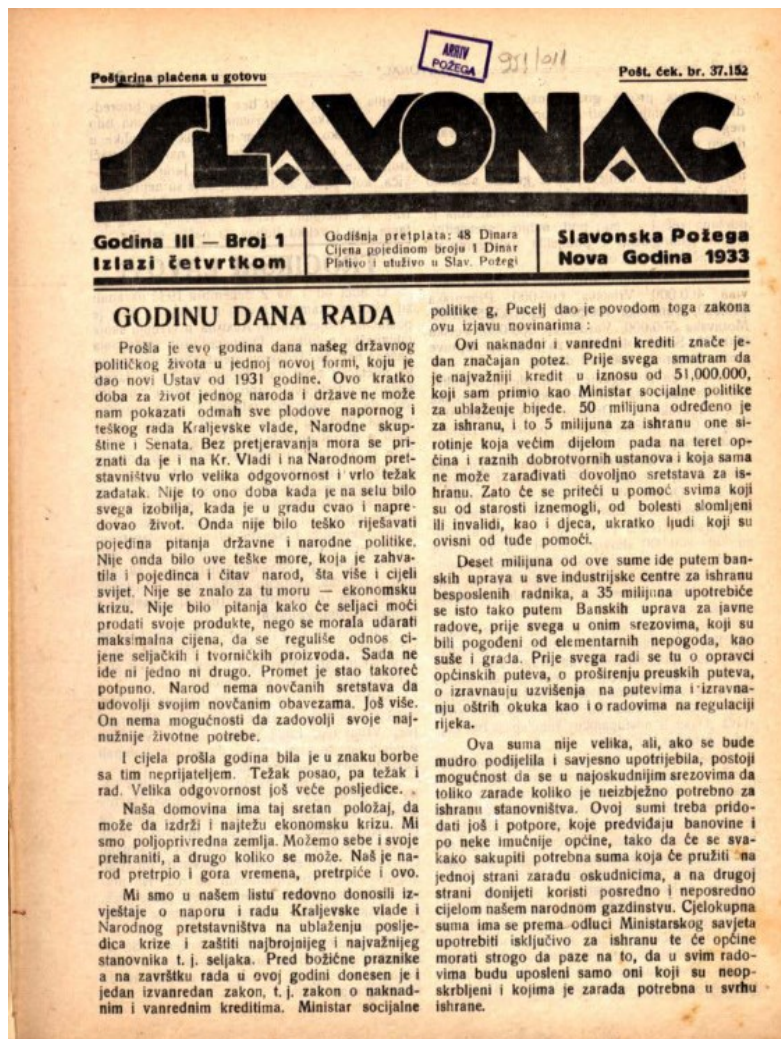 ARHIV
POŽEGA
951/011
Poštarina plaćena u gotovu
Pošt. ček. br. 37.152
SLAVONAC
Godina III — Broj 1
Izlazi četvrtkom
Godišnja pretplata: 48 Dinara
Cijena pojedinom broju 1 Dinar
Plativo i utuživo u Slav. Požegi
Slavonska Požega
Nova Godina 1933
GODINU DANA RADA
Prošla je evo godina dana našeg državnog
političkog života u jednoj novoj formi, koju je
dao novi Ustav od 1931 godine. Ovo kratko
doba za život jednog naroda i države ne može
nam pokazati odmah sve plodove napornog i
teškog rada Kraljevske vlade, Narodne skup-
štine i Senata. Bez pretjeravanja mora se pri-
znati da je i na Kr. Vladi i na Narodnom pret-
stavništvu vrlo velika odgovornost i vrlo težak
zadatak. Nije to ono doba kada je na selu bilo
svega izobilja, kada je u gradu cvao i napre-
dovao život. Onda nije bilo teško riješavati
pojedina pitanja državne i narodne politike.
Nije onda bilo ove teške more, koja je zahva-
tila i pojedinca i čitav narod, šta više i cijeli
svijet. Nije se znalo za tu moru — ekonomsku
krizu. Nije bilo pitanja kako će seljaci moći
prodati svoje produkte, nego se morala udarati
maksimalna cijena, da se reguliše odnos ci-
jene seljačkih i tvorničkih proizvoda. Sada ne
ide ni jedno ni drugo. Promet je stao takoreć
potpuno. Narod nema novčanih sretstava da
udovolji svojim novčanim obavezama. Još više.
On nema mogućnosti da zadovolji svoje naj-
nužnije životne potrebe.
I cijela prošla godina bila je u znaku borbe
sa tim neprijateljem. Težak posao, pa težak i
rad. Velika odgovornost još veće posljedice.
Naša domovina ima taj sretan položaj, da
može da izdrži i najtežu ekonomsku krizu. Mi
smo poljoprivredna zemlja. Možemo sebe i svoje
prehraniti, a drugo koliko se može. Naš je na-
rod pretrpio i gora vremena, pretrpiće i ovo.
Mi smo u našem listu redovno donosili iz-
vještaje o naporu i radu Kraljevske vlade i
Narodnog pretstavništva na ublaženju poslje-
dica krize i zaštiti najbrojnijeg i najvažnijeg
stanovnika t. j. seljaka. Pred božićne praznike
a na završtku rada u ovoj godini donesen je i
jedan izvanredan zakon, t. j. zakon o naknad-
nim i vanrednim kreditima. Ministar socijalne
politike g. Pucelj dao je povodom toga zakona
ovu izjavu novinarima :
Ovi naknadni i vanredni krediti znače je-
dan značajan potez. Prije svega smatram da
je najvažniji kredit u iznosu od 51,000.000,
koji sam primio kao Ministar socijalne politike
za ublaženje bijede. 50 milijuna određeno je
za ishranu, i to 5 milijuna za ishranu one si-
rotinje koja većim dijelom pada na teret op-
čina i raznih dobrotvornih ustanova i koja sama
ne može zarađivati dovoljno sretstava za is-
hranu. Zato će se priteći u pomoć svima koji
su od starosti iznemogli, od bolesti slomljeni
ili invalidi, kao i djeca, ukratko ljudi koji su
ovisni od tuđe pomoći.
Deset milijuna od ove sume ide putem ban-
skih uprava u sve industrijske centre za ishranu
besposlenih radnika, a 35 milijuna upotrebiće
se isto tako putem Banskih uprava za javne
radove, prije svega u onim srezovima, koji su
bili pogođeni od elementarnih nepogoda, kao
suše i grada. Prije svega radi se tu o opravci
općinskih puteva, o proširenju preuskih puteva,
o izravnauju uzvišenja na putevima i izravna-
nju oštrih okuka kao i o radovima na regulaciji
rijeka.
Ova suma nije velika, ali, ako se bude
mudro podijelila i savjesno upotrijebila, postoji
mogućnost da se u najoskudnijim srezovima da
toliko zarade koliko je neizbježno potrebno za
ishranu stanovništva. Ovoj sumi treba prido-
dati još i potpore, koje predviđaju banovine i
po neke imućnije općine, tako da će se sva-
kako sakupiti potrebna suma koja će pružiti na
jednoj strani zaradu oskudnicima, a na drugoj
strani donijeti koristi posredno i neposredno
cijelom našem narodnom gazdinstvu. Cjelokupna
suma ima se prema odluci Ministarskog savjeta
upotrebiti isključivo za ishranu te će općine
morati strogo da paze na to, da u svim rado-
vima budu uposleni samo oni koji su neop-
skrbljeni i kojima je zarada potrebna u svrhu
ishrane.